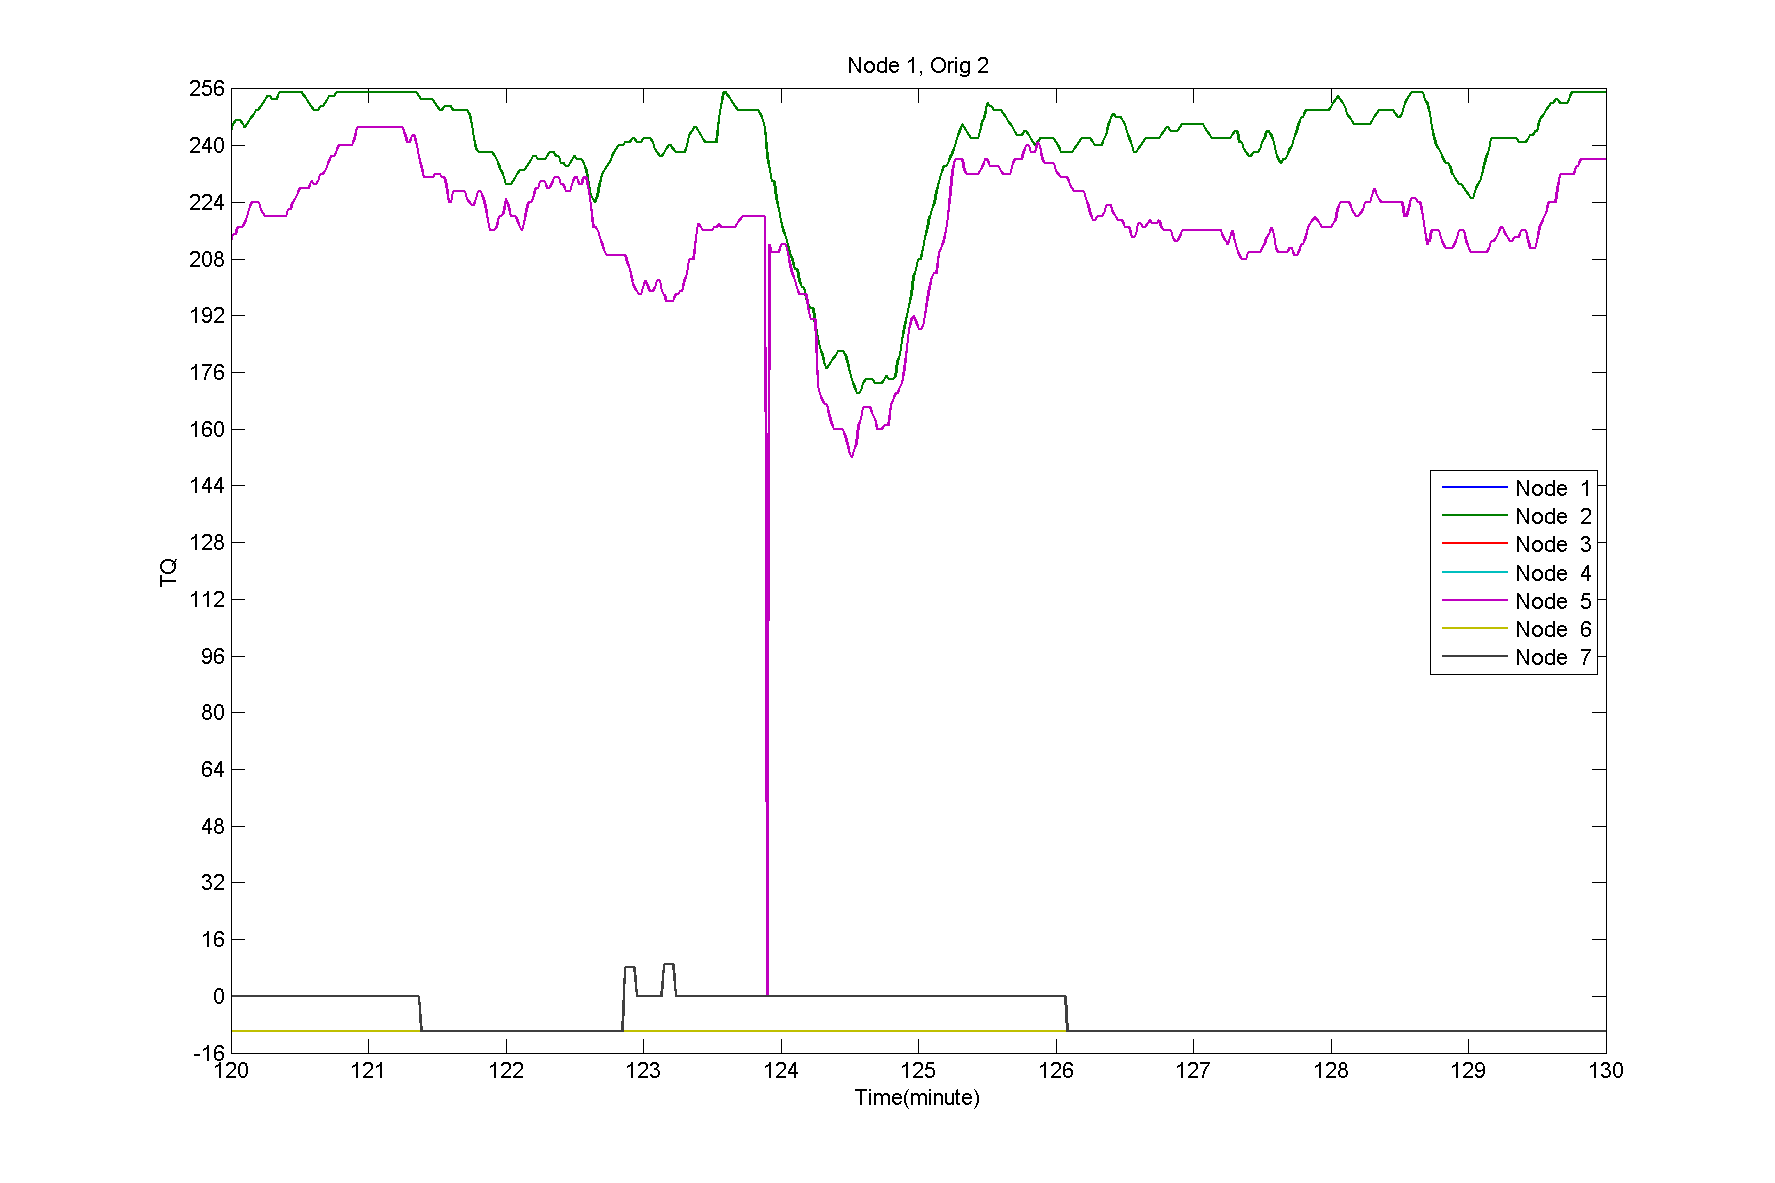 Node 1, Orig 2
256
240
224
208
192
176
160
144
128
112
96
80
64
48
32
16
0
-16
TQ
Node 1
Node 2
Node 3
Node 4
Node 5
Node 6
Node 7
120 121 122 123 124 125 126 127 128 129 130
Time(minute)